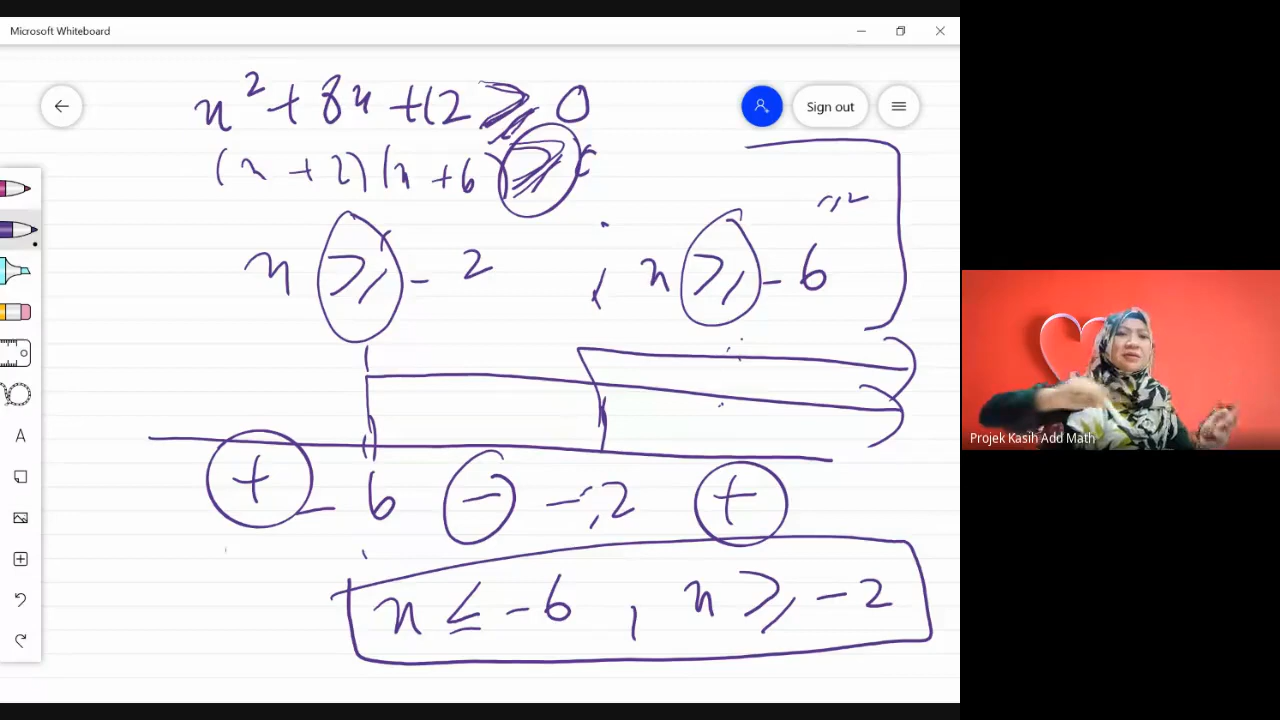 Microsoft Whiteboard
Sign out
x² + 8x + 12 ⩾ 0
(x + 2)(x + 6) ⩾
x ⩾ - 2 , x ⩾ - 6
+ - 6 - - 2 +
x ≤ - 6 , x ⩾ - 2
A
Projek Kasih Add Math